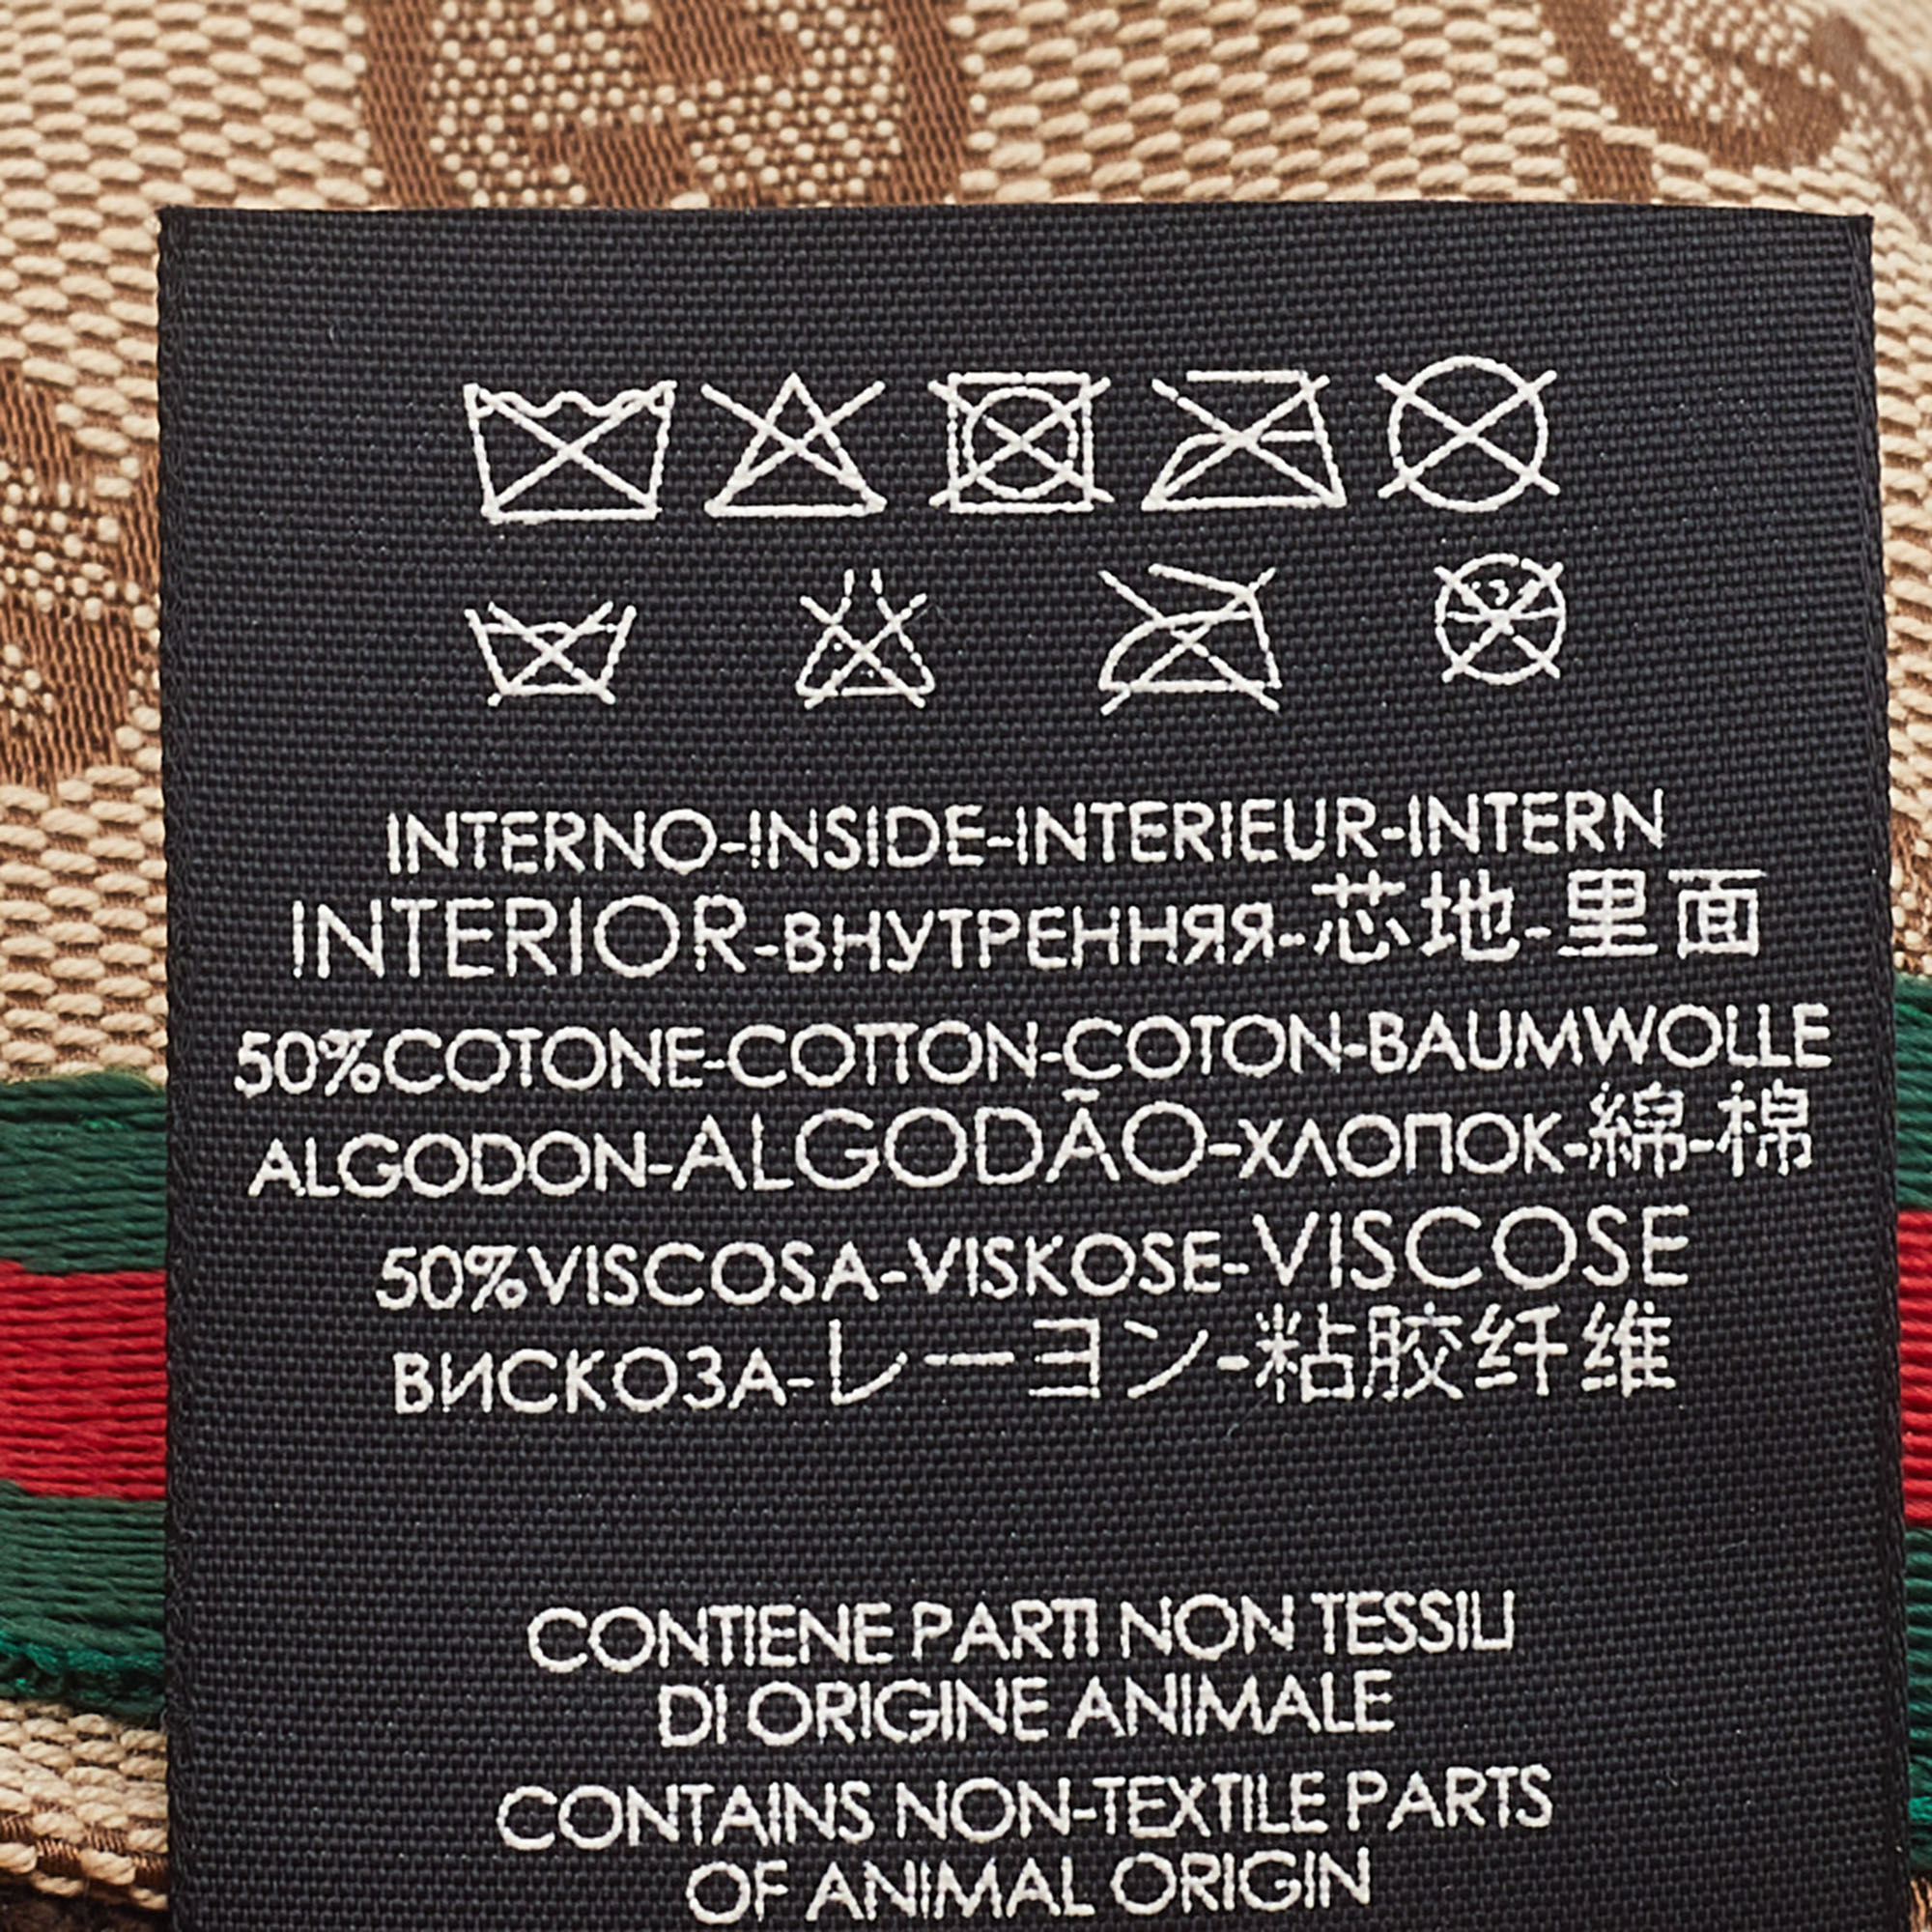 INTERNO-INSIDE-INTERIEUR-INTERN
INTERIOR-ВНУТРЕННЯЯ-芯地-里面
50%COTONE-COTTON-COTON-BAUMWOLLE
ALGODON-ALGODÃO-ХЛОПОК-綿-棉
50%VISCOSA-VISKOSE-VISCOSE
ВИСКОЗА-レーヨン-粘胶纤维
CONTIENE PARTI NON TESSILI
DI ORIGINE ANIMALE
CONTAINS NON-TEXTILE PARTS
OF ANIMAL ORIGIN